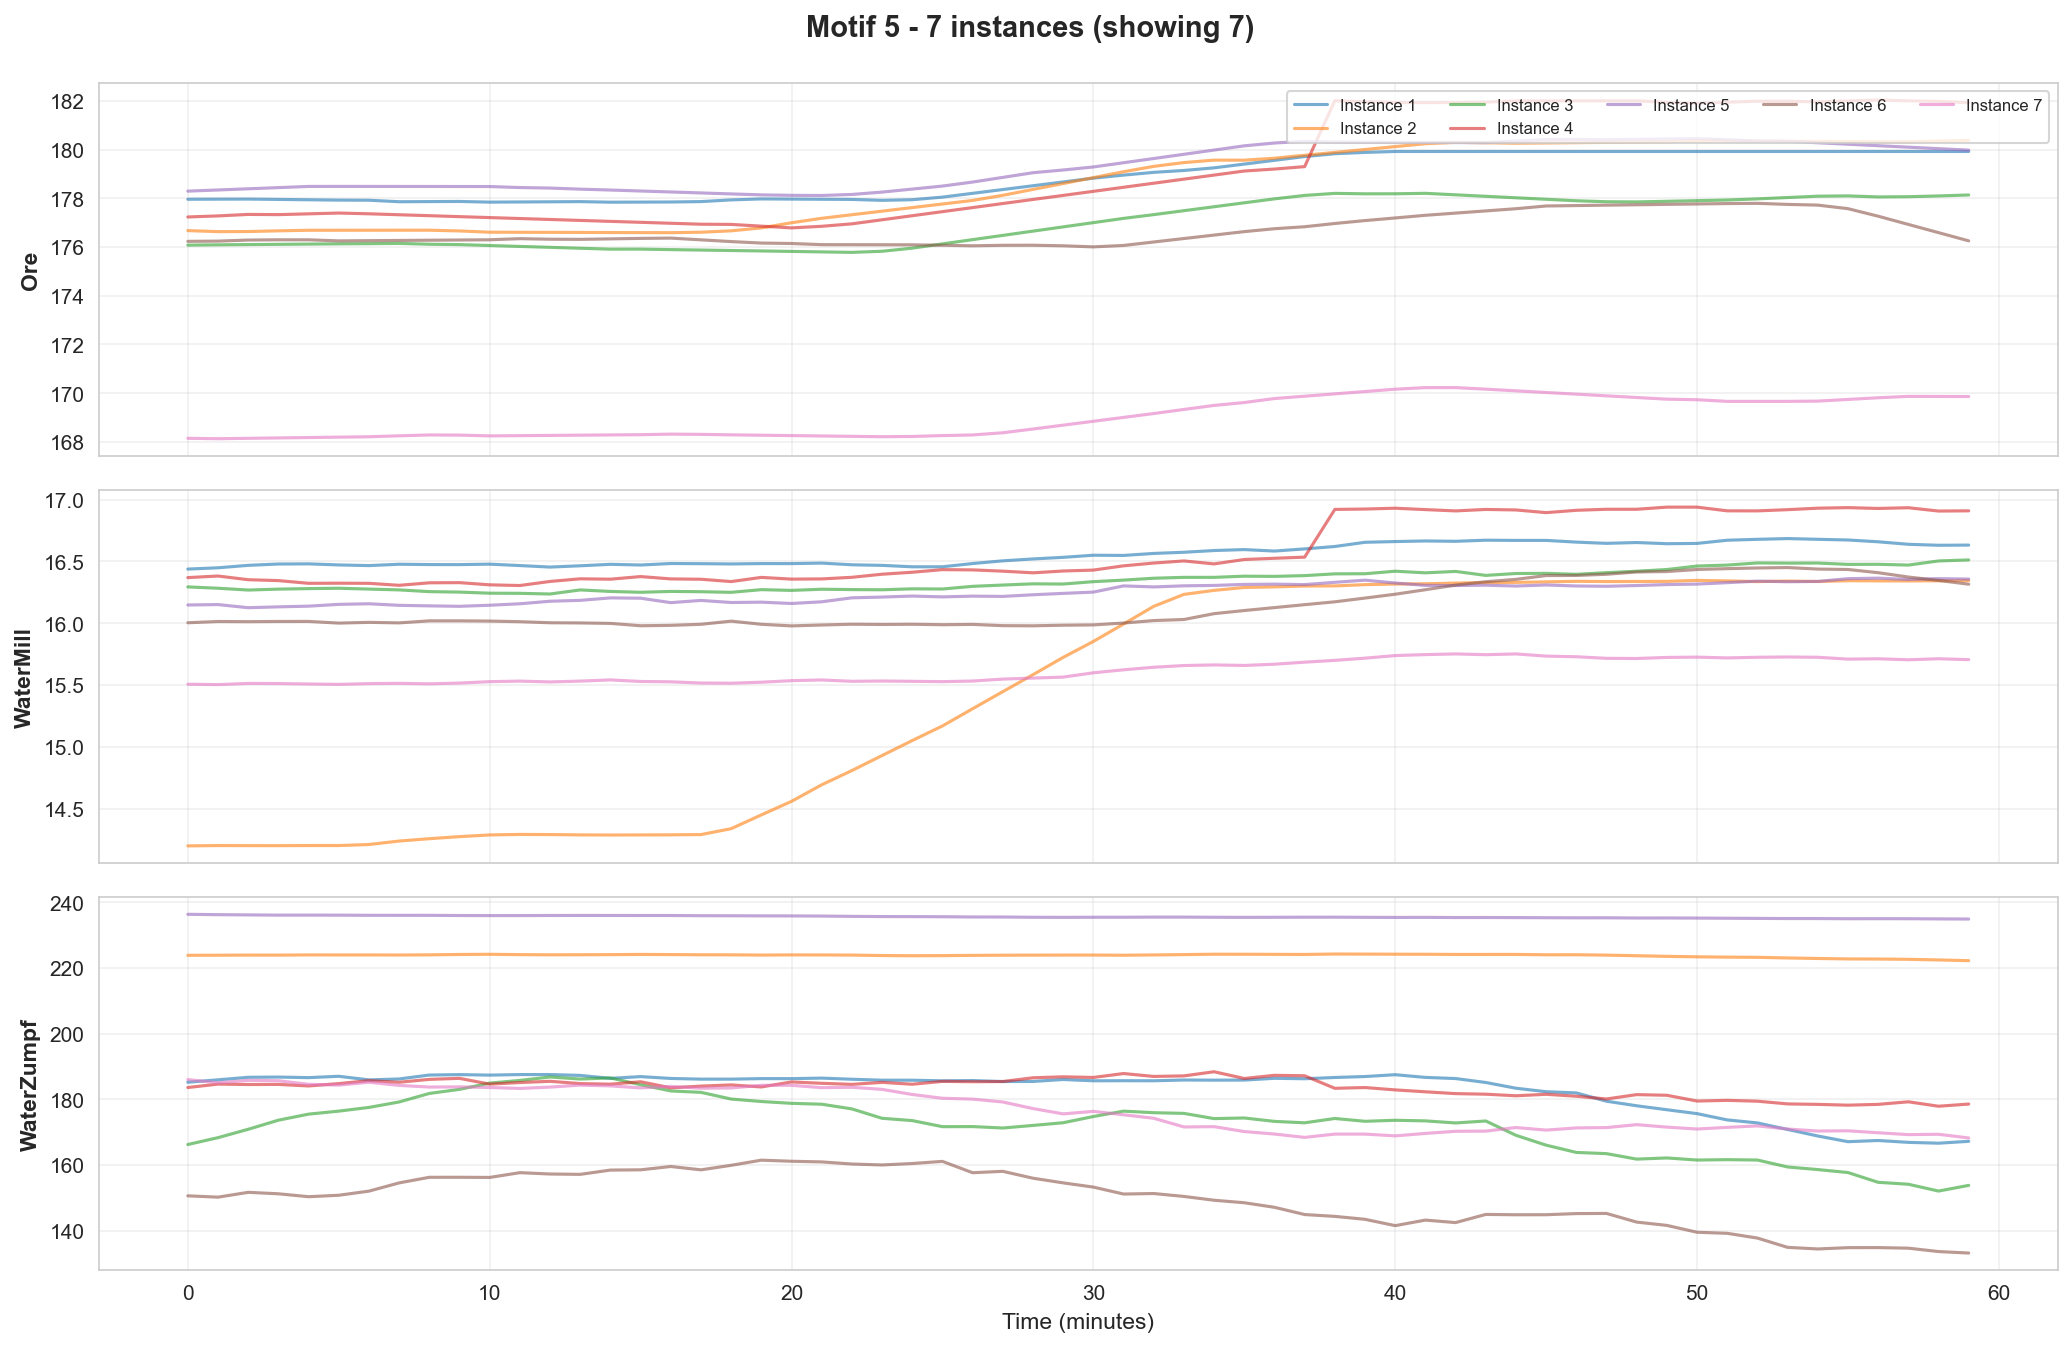 Motif 5 - 7 instances (showing 7)
Instance 1 Instance 3 Instance 5 Instance 6 Instance 7
Instance 2 Instance 4
Ore
182
180
178
176
174
172
170
168
WaterMill
17.0
16.5
16.0
15.5
15.0
14.5
WaterZumpf
240
220
200
180
160
140
0 10 20 30 40 50 60
Time (minutes)